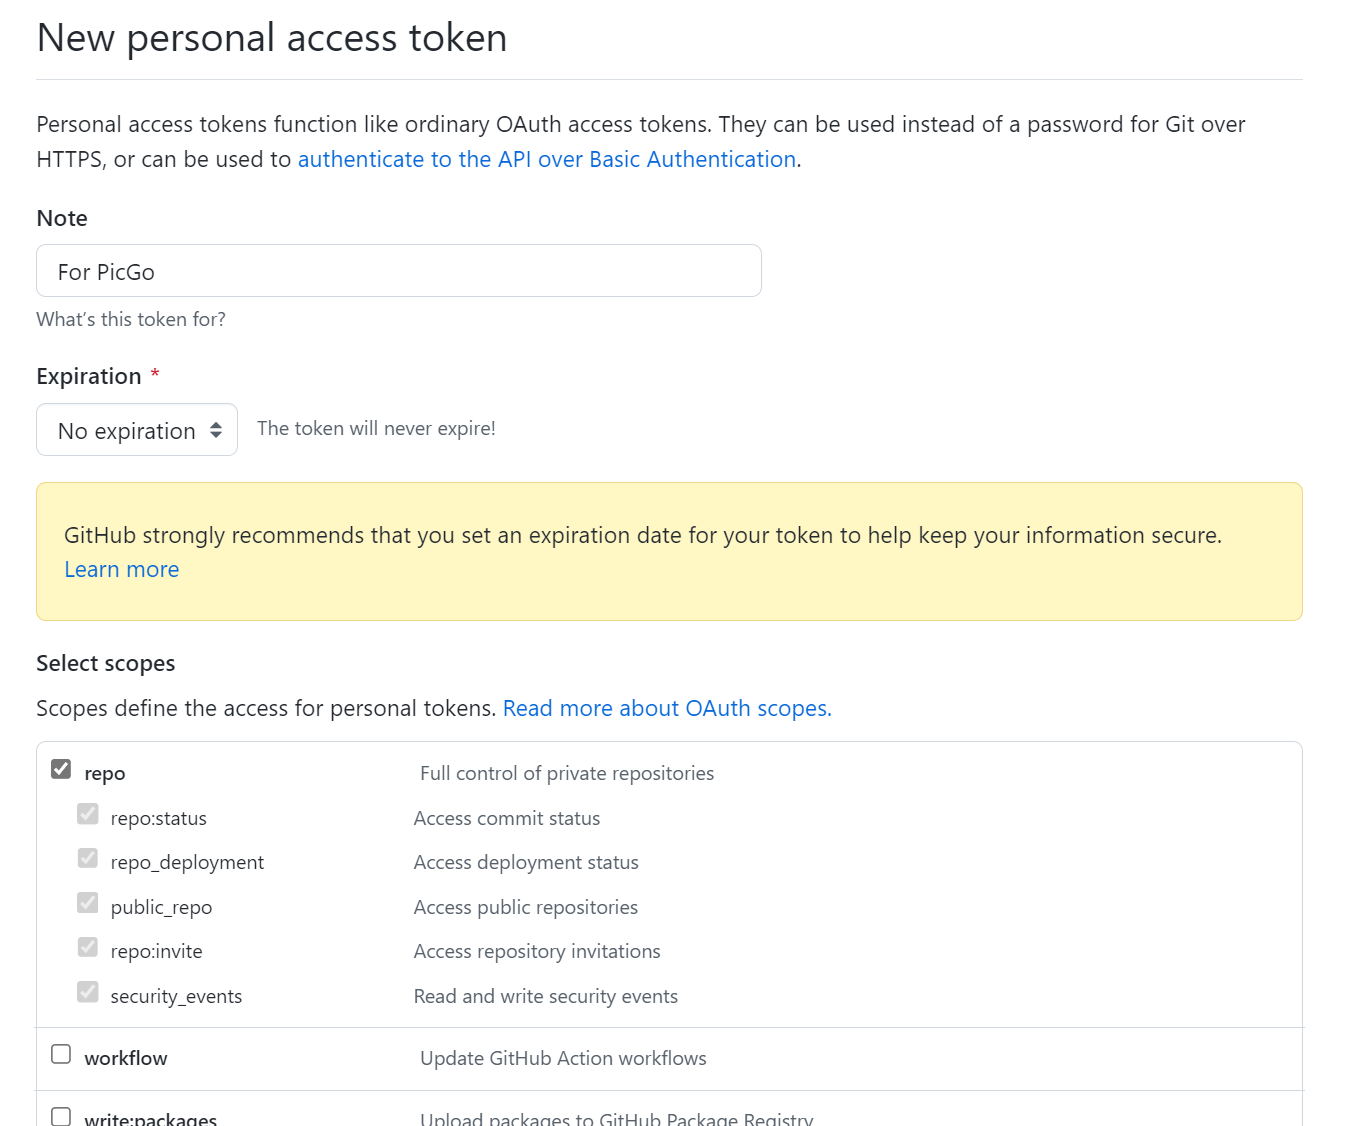 New personal access token
Personal access tokens function like ordinary OAuth access tokens. They can be used instead of a password for Git over
HTTPS, or can be used to authenticate to the API over Basic Authentication.
Note
For PicGo
What's this token for?
Expiration *
No expiration The token will never expire!
GitHub strongly recommends that you set an expiration date for your token to help keep your information secure.
Learn more
Select scopes
Scopes define the access for personal tokens. Read more about OAuth scopes.
repo Full control of private repositories
repo:status Access commit status
repo_deployment Access deployment status
public_repo Access public repositories
repo:invite Access repository invitations
security_events Read and write security events
workflow Update GitHub Action workflows
write:packages Upload packages to GitHub Package Registry